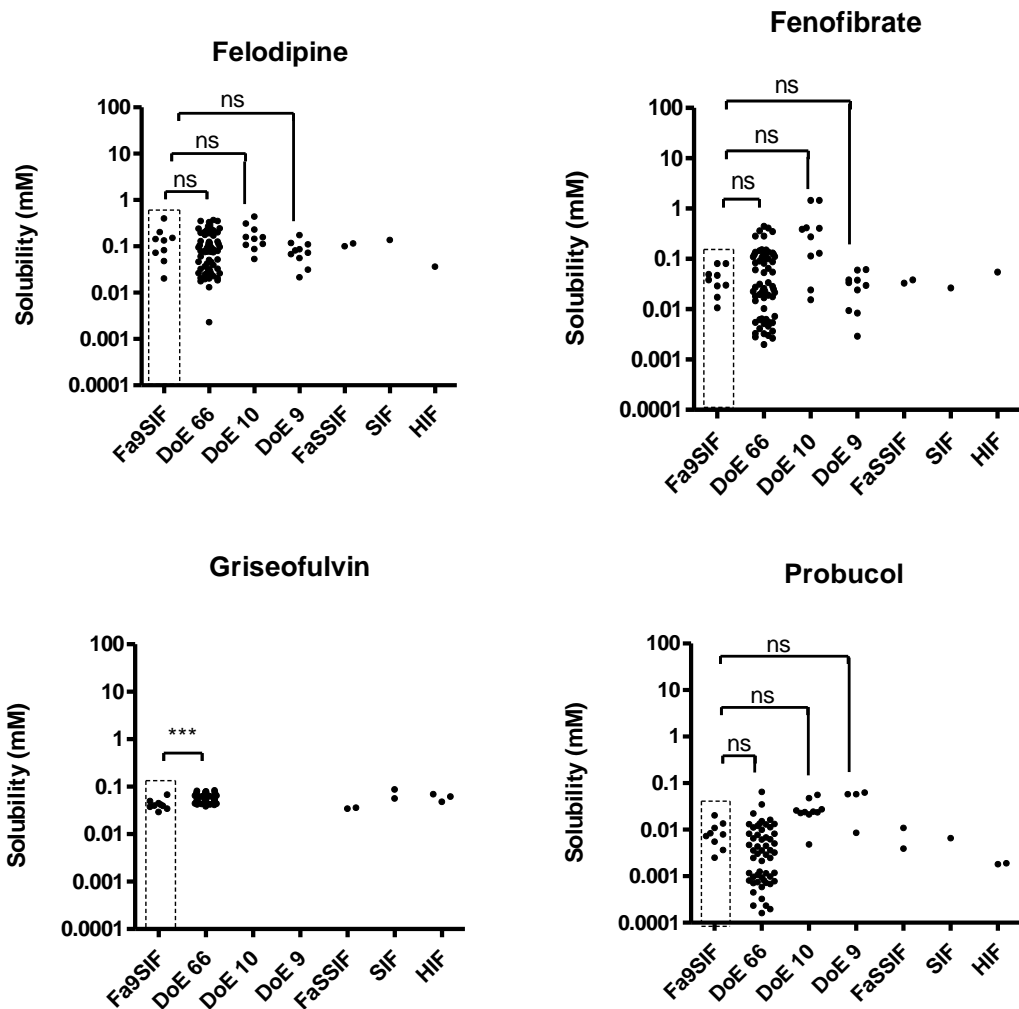 Felodipine
Solubility (mM)
100
10
1
0.1
0.01
0.001
0.0001
ns
ns
ns
Fa9SIF
DoE 66
DoE 10
DoE 9
FaSSIF
SIF
HIF
Fenofibrate
Solubility (mM)
100
10
1
0.1
0.01
0.001
0.0001
ns
ns
ns
Fa9SIF
DoE 66
DoE 10
DoE 9
FaSSIF
SIF
HIF
Griseofulvin
Solubility (mM)
100
10
1
0.1
0.01
0.001
0.0001
***
Fa9SIF
DoE 66
DoE 10
DoE 9
FaSSIF
SIF
HIF
Probucol
Solubility (mM)
100
10
1
0.1
0.01
0.001
0.0001
ns
ns
ns
Fa9SIF
DoE 66
DoE 10
DoE 9
FaSSIF
SIF
HIF